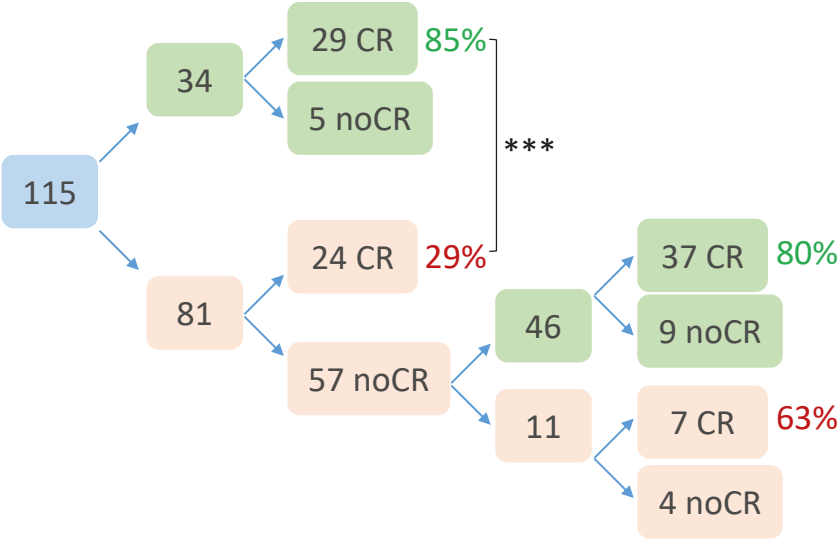 29 CR 85%
34
5 noCR
***
115
24 CR 29%
37 CR 80%
81
46
9 noCR
57 noCR
7 CR 63%
11
4 noCR